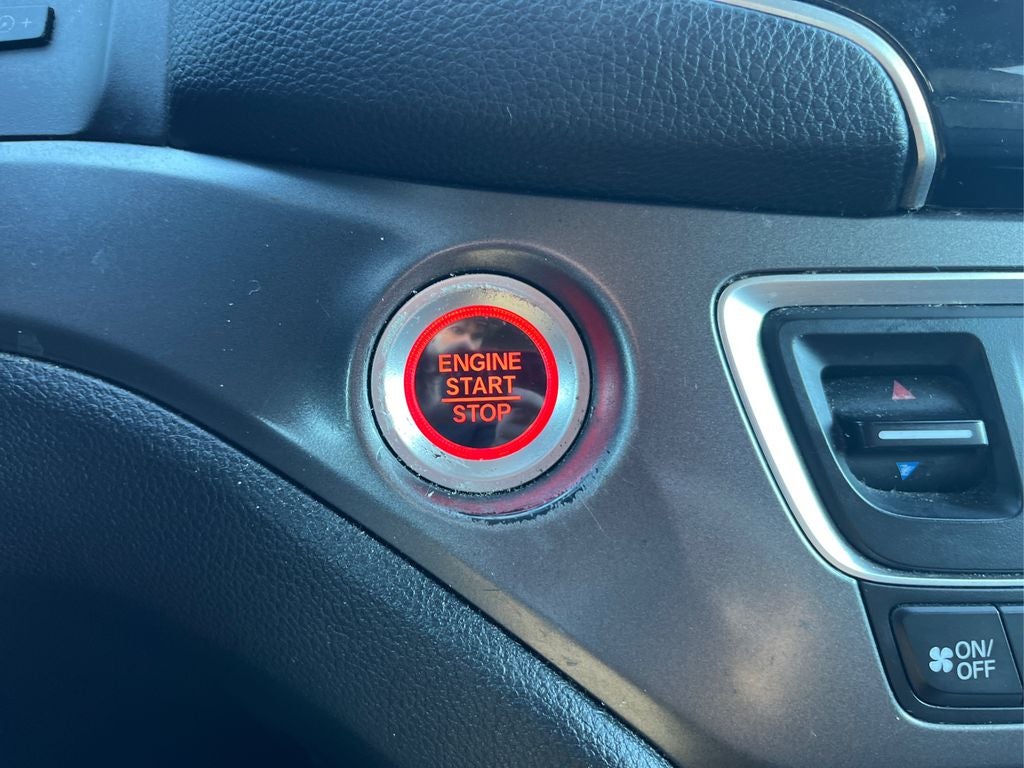 +
ENGINE
START
STOP
ON/
OFF